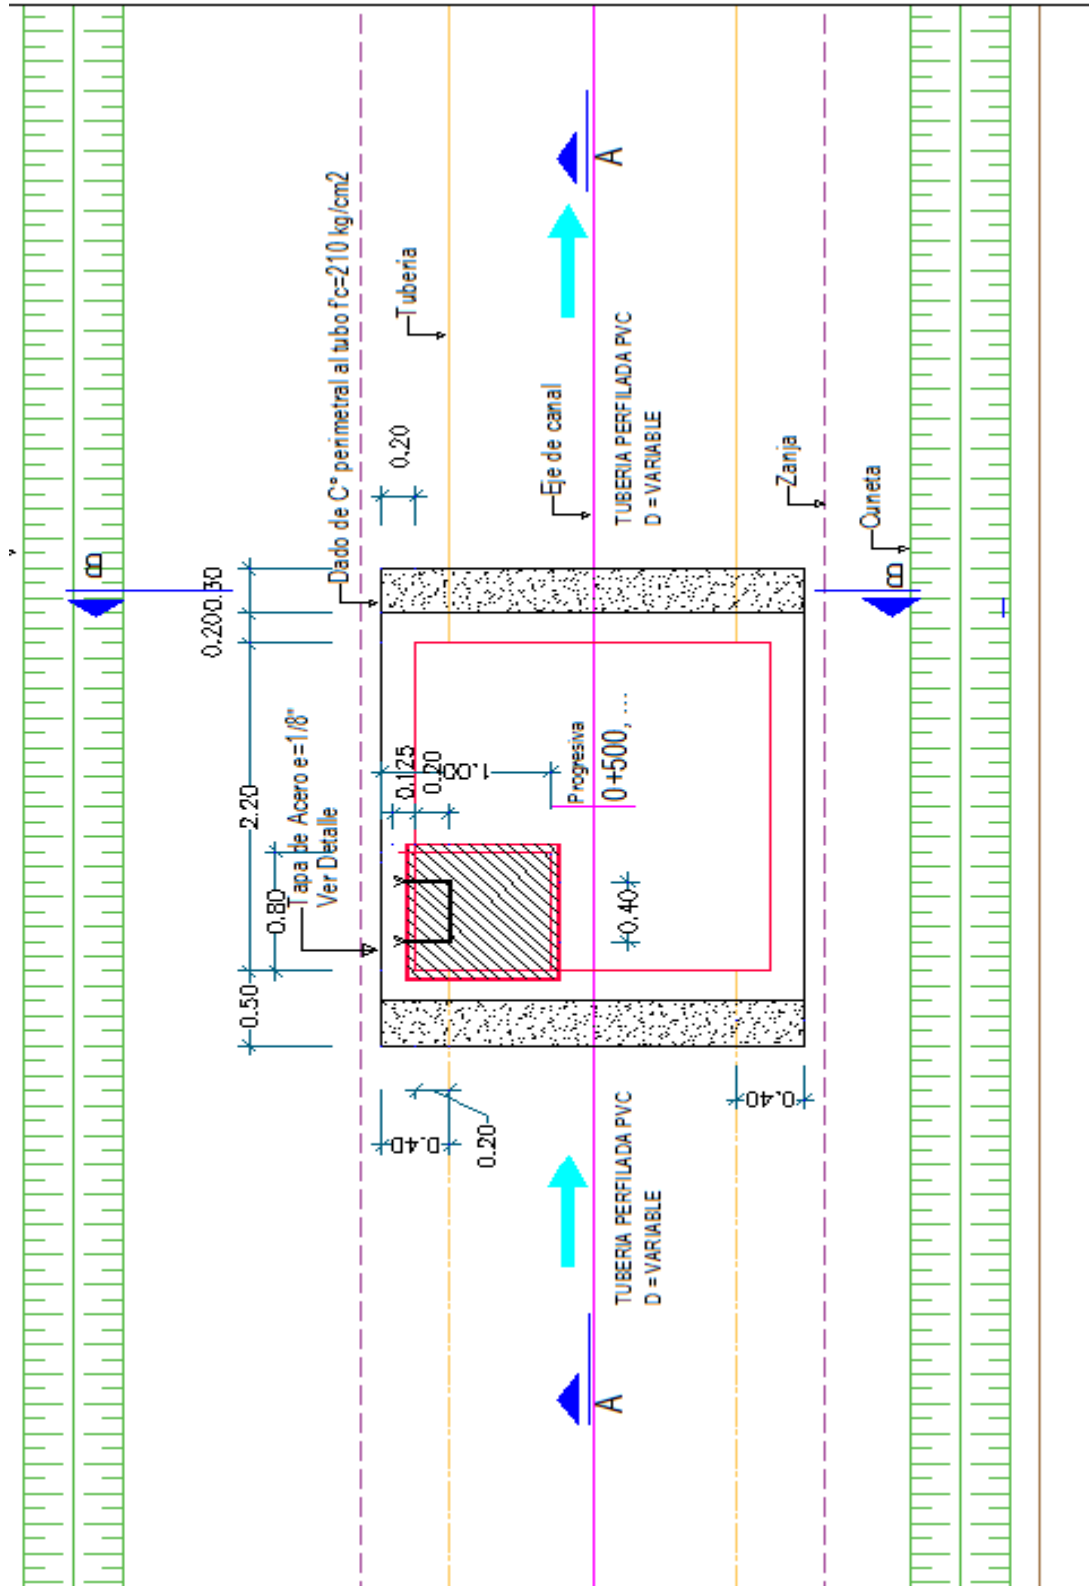 A
Dado de C° perimetral al tubo f'c=210 kg/cm2
Tuberia
0.20
Eje de canal
TUBERIA PERFILADA PVC
D = VARIABLE
Zanja
Cuneta
B
B
0.30
0.20
2.20
0.80
0.50
Tapa de Acero e=1/8"
Ver Detalle
0.125
0.20
1.00
Progresiva
0+500, ...
0.40
0.40
0.20
0.40
TUBERIA PERFILADA PVC
D = VARIABLE
A